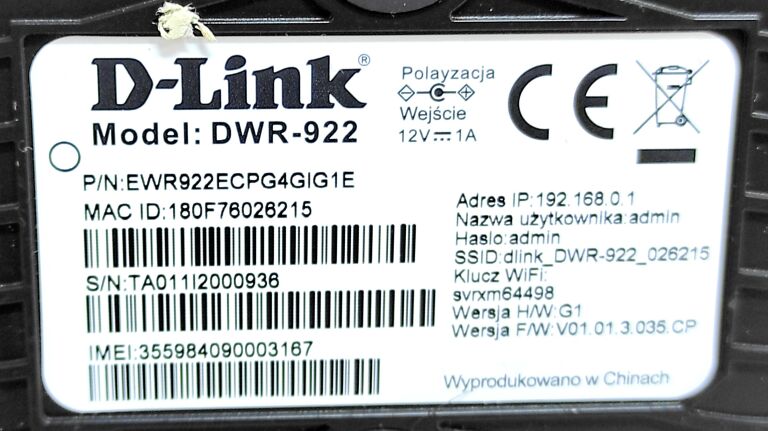 D-Link®
Model: DWR-922
Polayzacja
Wejście
12V⎓1A
CE
P/N:EWR922ECPG4GIG1E
MAC ID:180F76026215
S/N:TA011I2000936
IMEI:355984090003167
Adres IP:192.168.0.1
Nazwa użytkownika:admin
Hasło:admin
SSID:dlink_DWR-922_026215
Klucz WiFi:
svrxm64498
Wersja H/W:G1
Wersja F/W:V01.01.3.035.CP
Wyprodukowano w Chinach